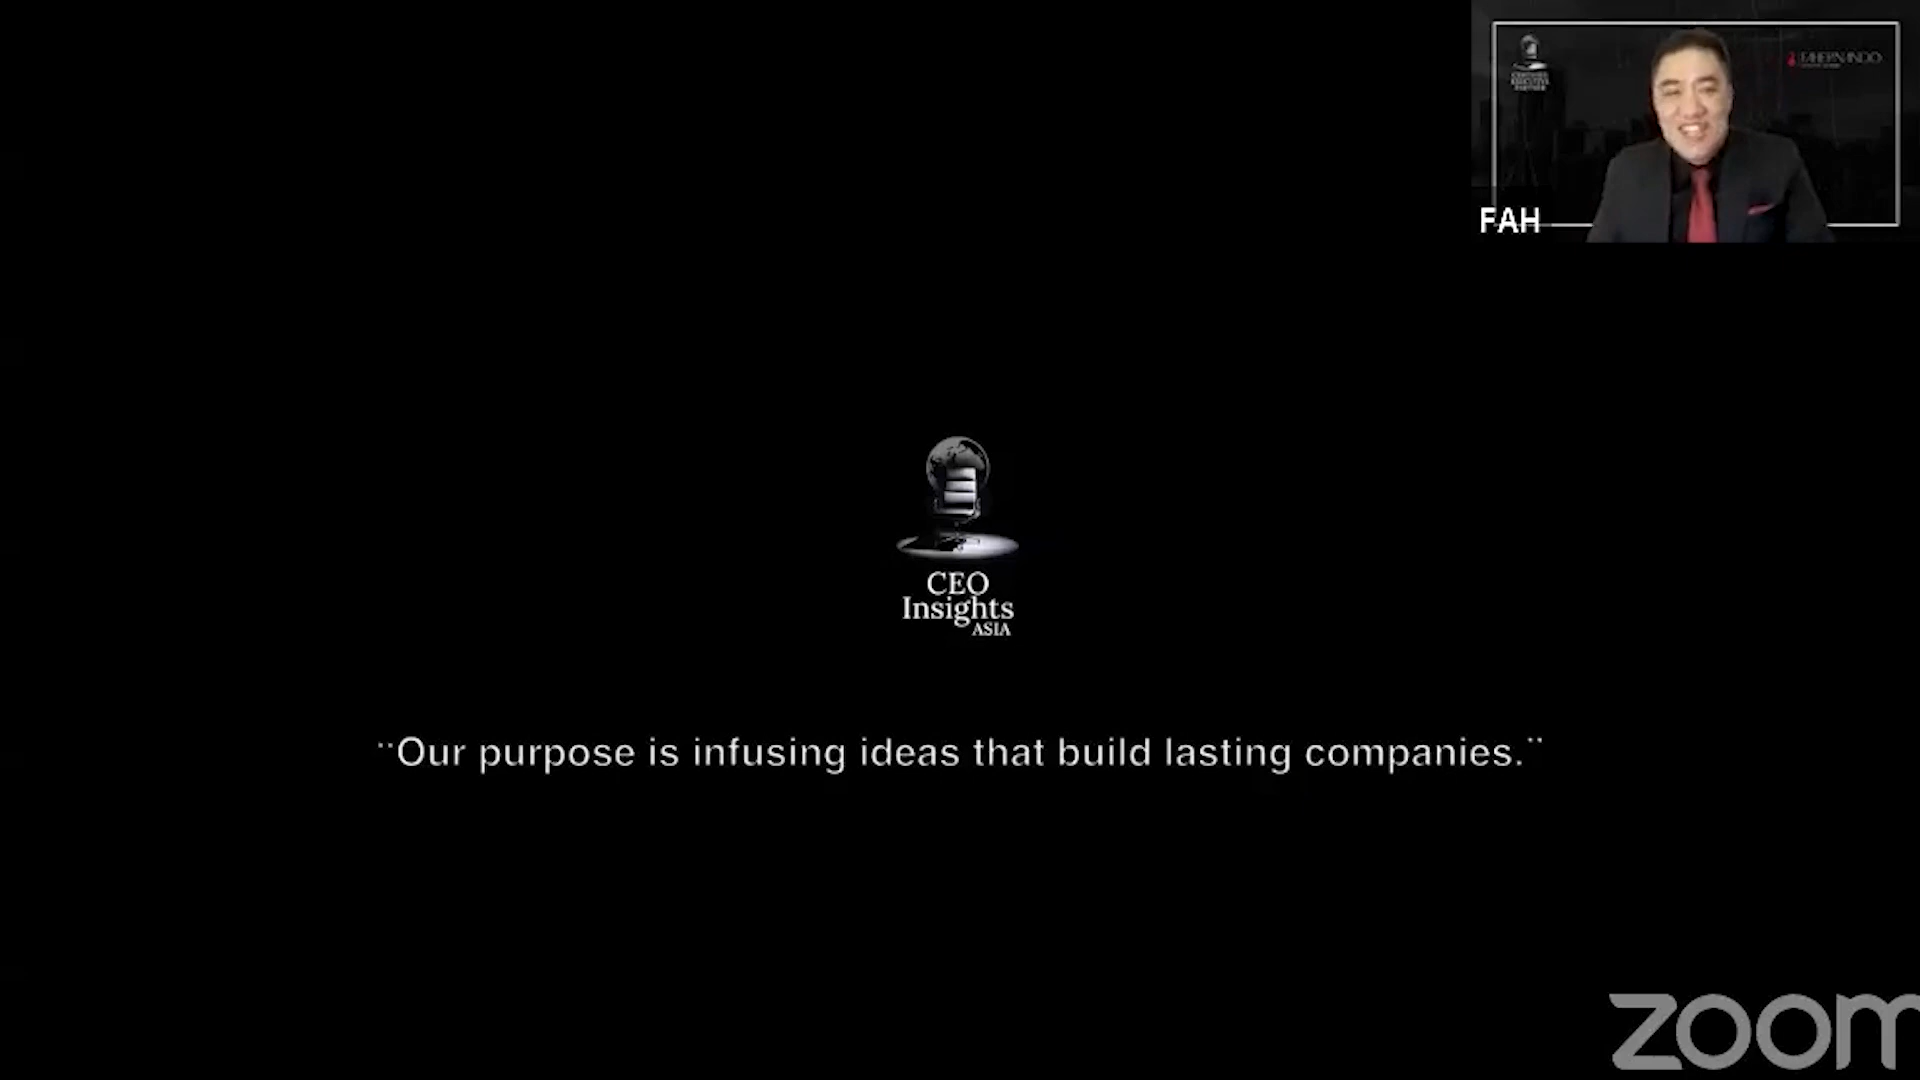 FAH
CEO
Insights
ASIA
¨Our purpose is infusing ideas that build lasting companies.¨
zoom